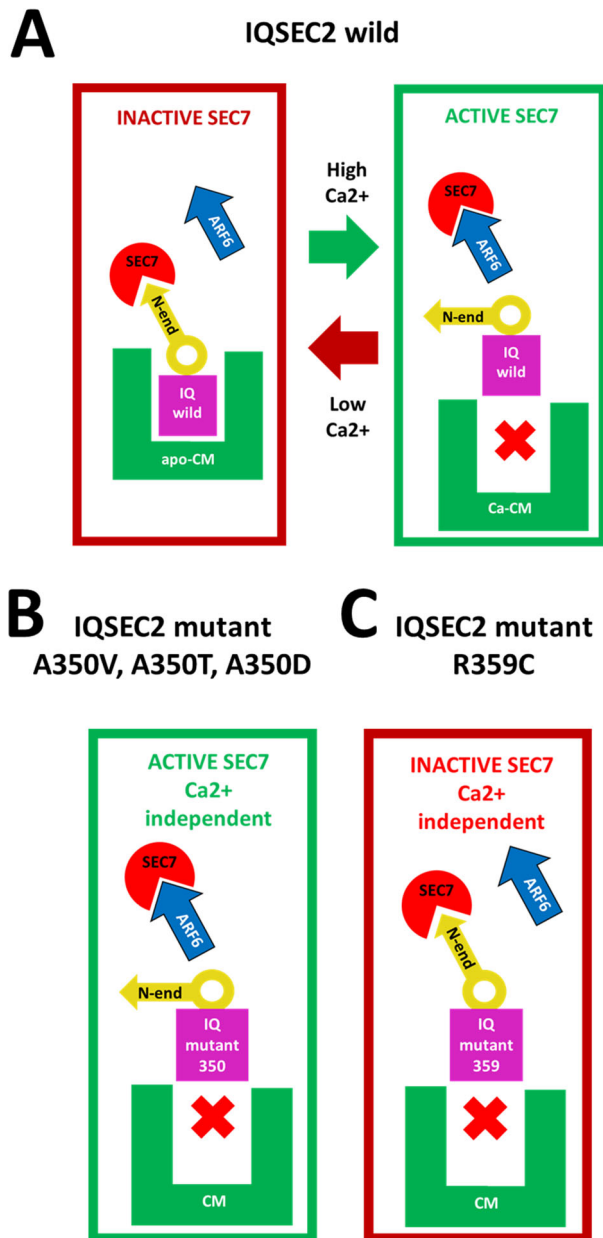 A
IQSEC2 wild
INACTIVE SEC7
ARF6
SEC7
N-end
IQ
wild
apo-CM
High
Ca2+
Low
Ca2+
ACTIVE SEC7
SEC7
ARF6
N-end
IQ
wild
Ca-CM
B
IQSEC2 mutant
A350V, A350T, A350D
ACTIVE SEC7
Ca2+
independent
SEC7
ARF6
N-end
IQ
mutant
350
CM
C
IQSEC2 mutant
R359C
INACTIVE SEC7
Ca2+
independent
ARF6
SEC7
N-end
IQ
mutant
359
CM